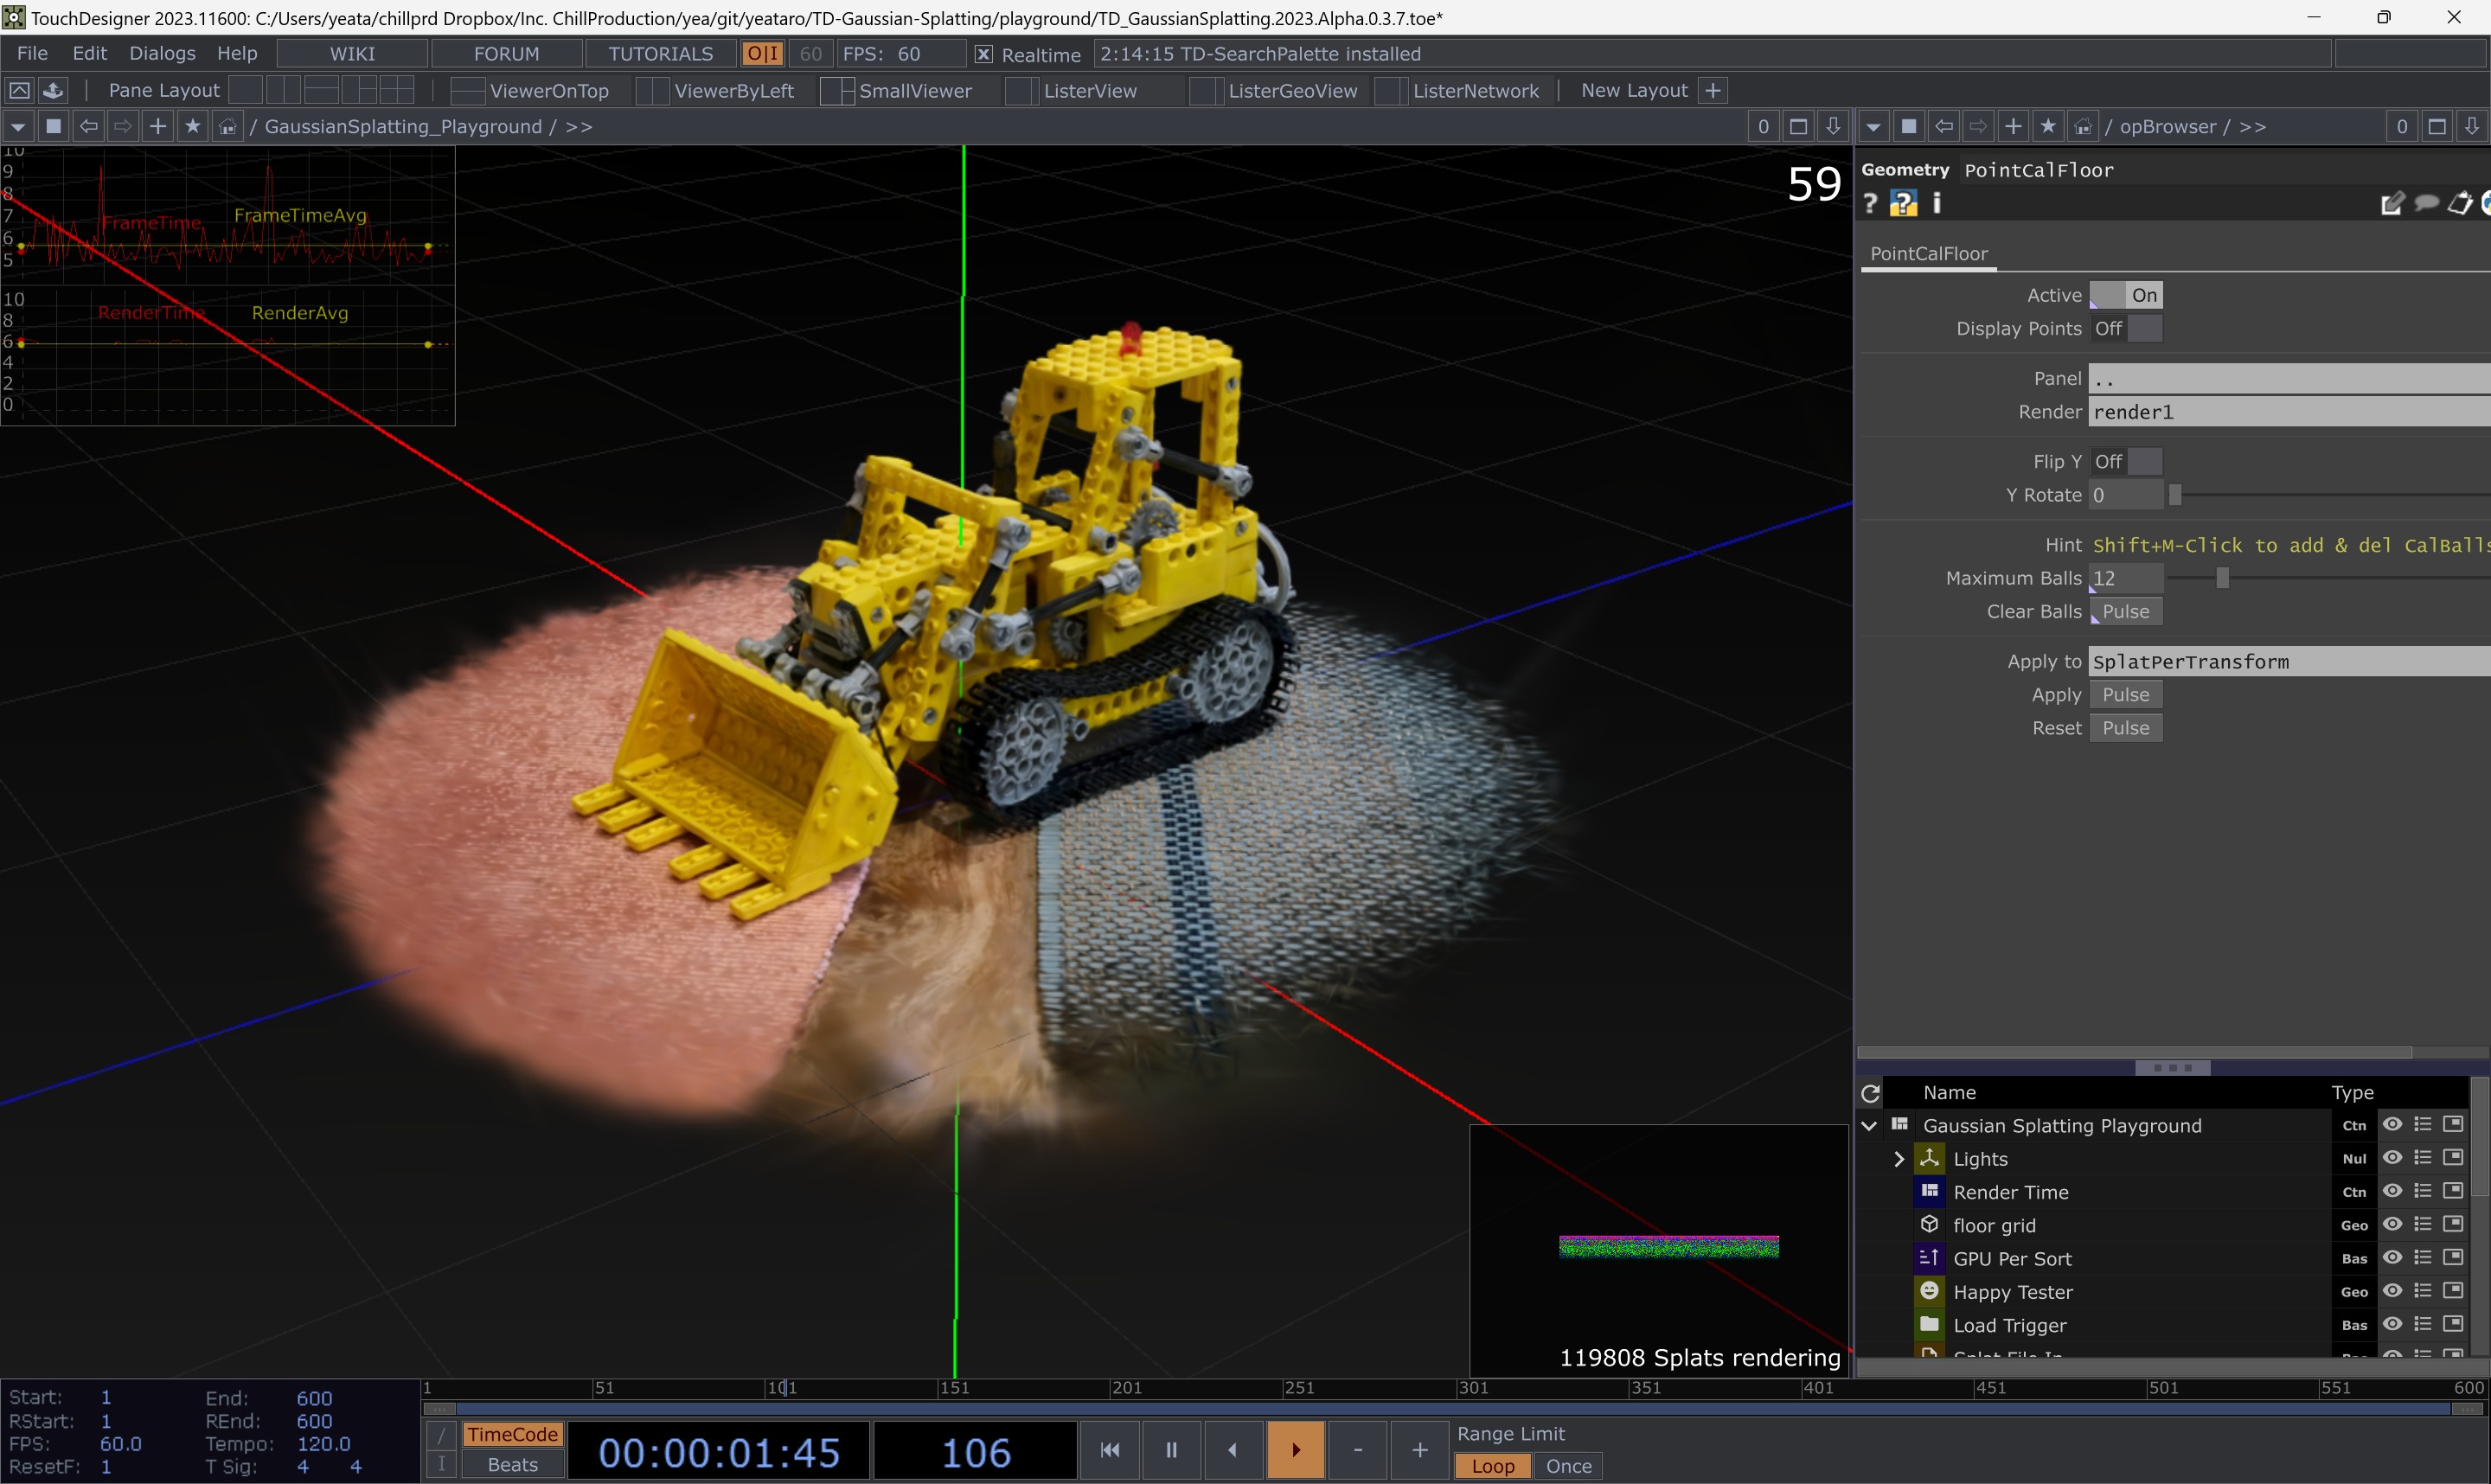 TouchDesigner 2023.11600: C:/Users/yeata/chillprd Dropbox/Inc. ChillProduction/yea/git/yeataro/TD-Gaussian-Splatting/playground/TD_GaussianSplatting.2023.Alpha.0.3.7.toe*
File Edit Dialogs Help WIKI FORUM TUTORIALS O|I 60 FPS: 60 Realtime 2:14:15 TD-SearchPalette installed
Pane Layout ViewerOnTop ViewerByLeft SmallViewer ListerView ListerGeoView ListerNetwork New Layout +
/ GaussianSplatting_Playground / >> 0
/ opBrowser / >> 0
10
9
8
7
6
5
FrameTime FrameTimeAvg
10
8
6
4
2
0
RenderTime RenderAvg
59
119808 Splats rendering
Geometry PointCalFloor
? ? i
PointCalFloor
Active On
Display Points Off
Panel ..
Render render1
Flip Y Off
Y Rotate 0
Hint Shift+M-Click to add & del CalBalls
Maximum Balls 12
Clear Balls Pulse
Apply to SplatPerTransform
Apply Pulse
Reset Pulse
Name Type
Gaussian Splatting Playground Ctn
Lights Nul
Render Time Ctn
floor grid Geo
GPU Per Sort Bas
Happy Tester Geo
Load Trigger Bas
1 51 101 151 201 251 301 351 401 451 501 551 600
Start: 1 End: 600
RStart: 1 REnd: 600
FPS: 60.0 Tempo: 120.0
ResetF: 1 T Sig: 4 4
/ TimeCode
I Beats
00:00:01:45 106 - +
Range Limit
Loop Once